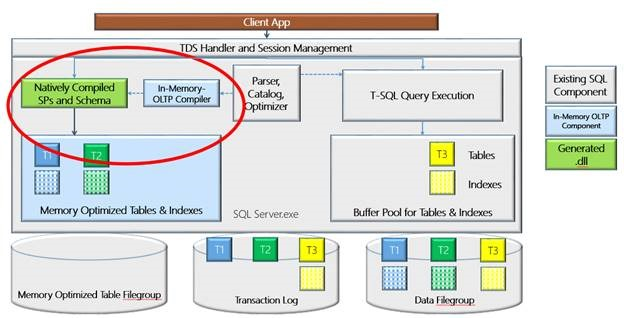 Client App
TDS Handler and Session Management
Natively Compiled
SPs and Schema
In-Memory-
OLTP Compiler
Parser,
Catalog,
Optimizer
T-SQL Query Execution
Existing SQL
Component
In-Memory OLTP
Component
Generated
.dll
T1
T2
T3
Tables
Indexes
Memory Optimized Tables & Indexes
SQL Server.exe
Buffer Pool for Tables & Indexes
Memory Optimized Table Filegroup
T1
T2
T3
Transaction Log
T1
T2
T3
Data Filegroup